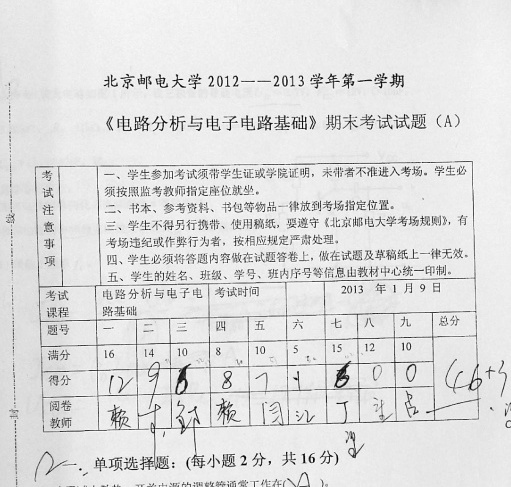 北京邮电大学2012——2013学年第一学期
《电路分析与电子电路基础》期末考试试题（A）
考试注意事项
一、学生参加考试须带学生证或学院证明，未带者不准进入考场。学生必
须按照监考教师指定座位就坐。
二、书本、参考资料、书包等物品一律放到考场指定位置。
三、学生不得另行携带、使用稿纸，要遵守《北京邮电大学考场规则》，有
考场违纪或作弊行为者，按相应规定严肃处理。
四、学生必须将答题内容做在试题答卷上，做在试题及草稿纸上一律无效。
五、学生的姓名、班级、学号、班内序号等信息由教材中心统一印制。
考试课程 电路分析与电子电路基础 考试时间 2013 年 1 月 9 日
题号 一 二 三 四 五 六 七 八 九 总分
满分 16 14 10 8 10 5 15 12 10
得分 12 9 8 7 0 0 46+3
阅卷教师 赖 赖 闫 江 丁
一、单项选择题：(每小题 2 分，共 16 分)
线
封